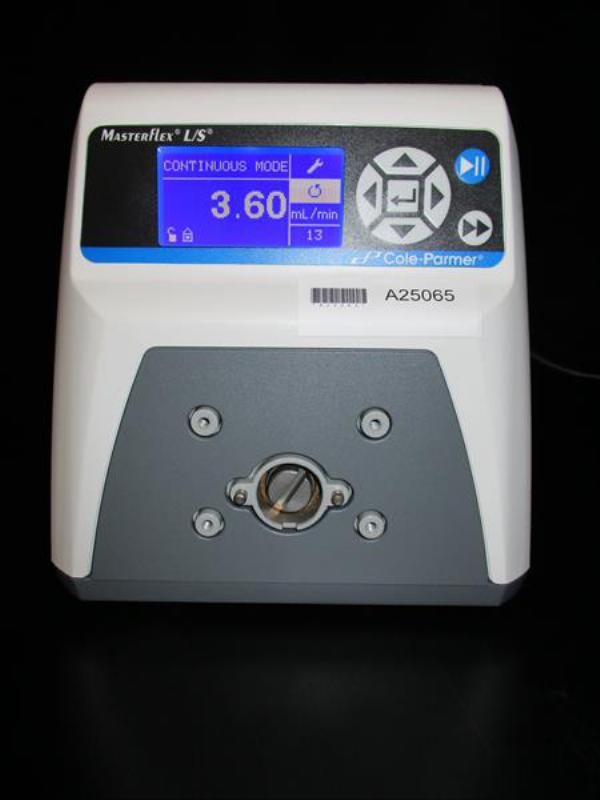 MASTERFLEX® L/S®
CONTINUOUS MODE
3.60
mL/min
13
Cole-Parmer®
A25065